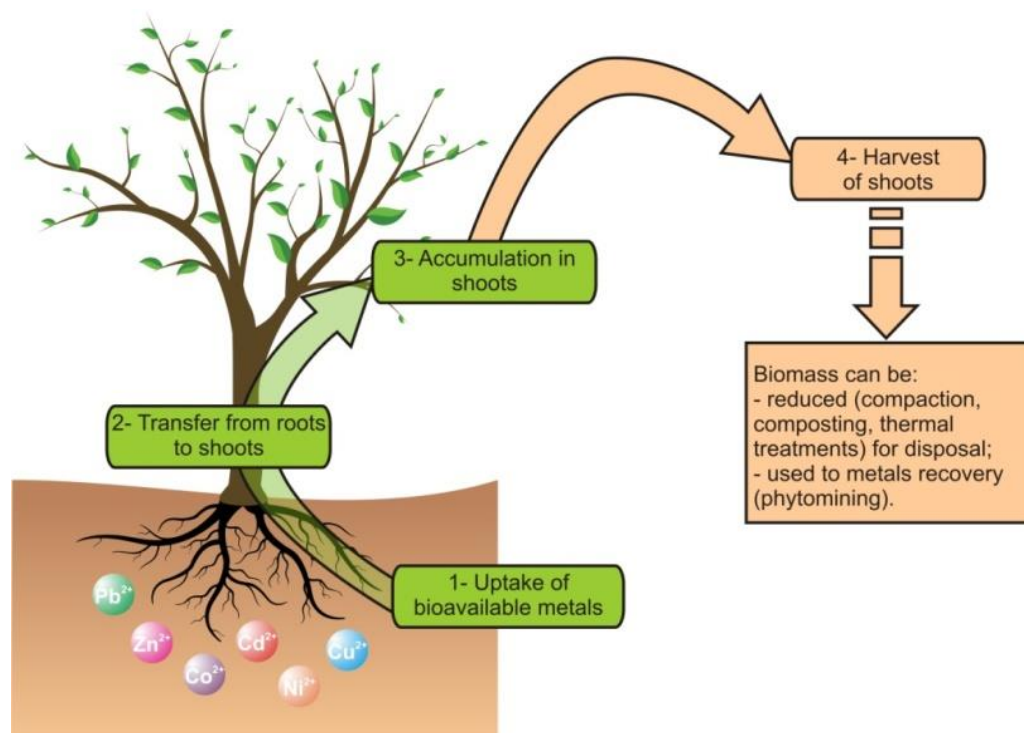 3- Accumulation in
shoots
4- Harvest
of shoots
2- Transfer from roots
to shoots
Biomass can be:
- reduced (compaction,
composting, thermal
treatments) for disposal;
- used to metals recovery
(phytomining).
1- Uptake of
bioavailable metals
Pb²⁺
Zn²⁺
Cd²⁺
Cu²⁺
Co²⁺
Ni²⁺